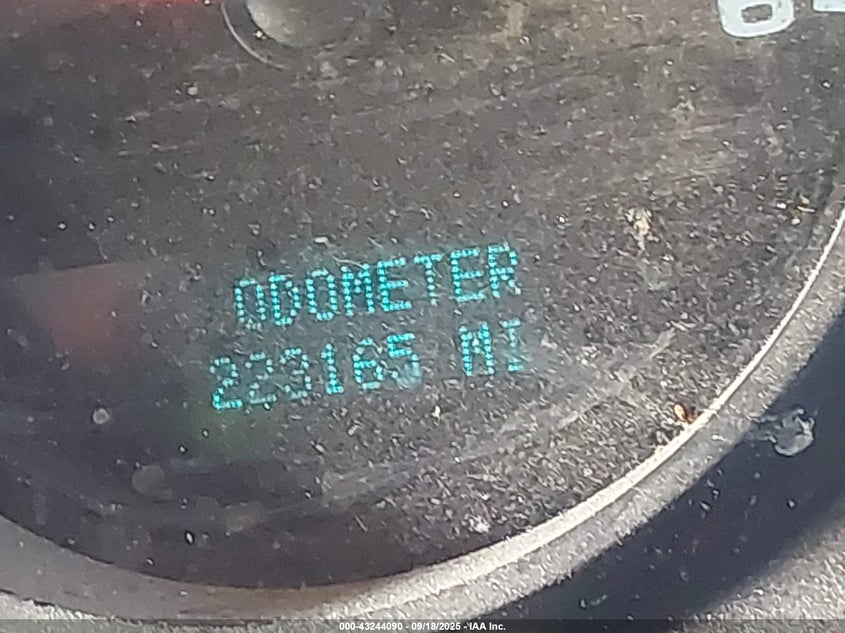 ODOMETER
223165 MI
000-43244090 - 09/18/2025 - IAA Inc.